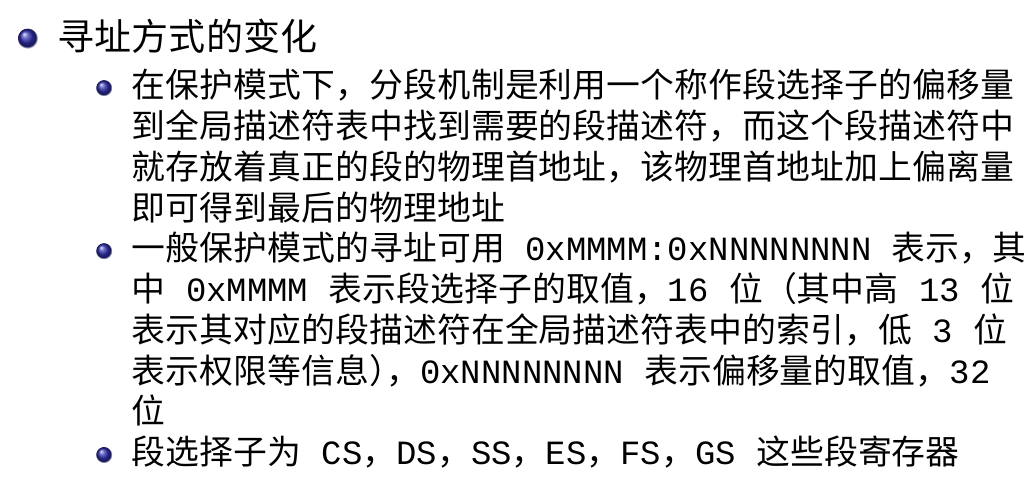 寻址方式的变化
在保护模式下，分段机制是利用一个称作段选择子的偏移量
到全局描述符表中找到需要的段描述符，而这个段描述符中
就存放着真正的段的物理首地址，该物理首地址加上偏离量
即可得到最后的物理地址
一般保护模式的寻址可用 0xMMMM:0xNNNNNNNN 表示，其
中 0xMMMM 表示段选择子的取值，16 位（其中高 13 位
表示其对应的段描述符在全局描述符表中的索引，低 3 位
表示权限等信息），0xNNNNNNNN 表示偏移量的取值，32
位
段选择子为 CS，DS，SS，ES，FS，GS 这些段寄存器